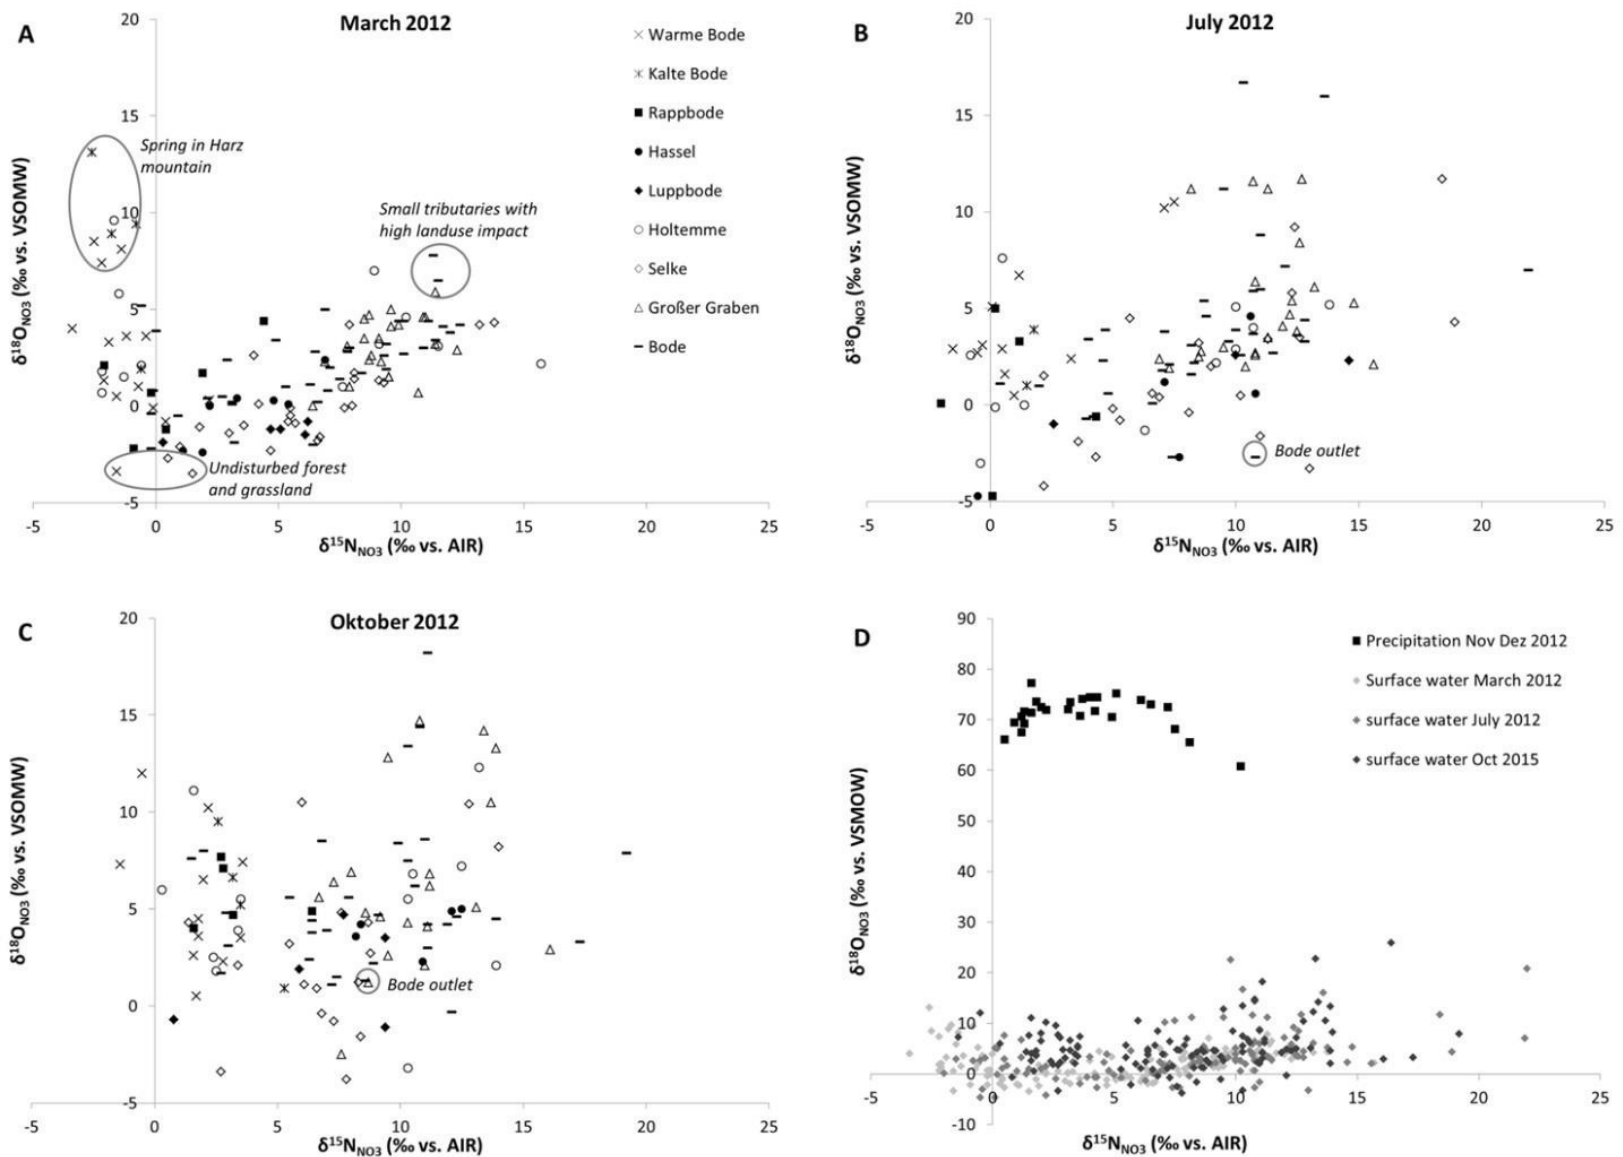 A
March 2012
20
15
10
5
0
-5
-5
0
5
10
15
20
25
δ18ONO3 (‰ vs. VSOMW)
δ15NNO3 (‰ vs. AIR)
Spring in Harz
mountain
Small tributaries with
high landuse impact
Undisturbed forest
and grassland
Warme Bode
Kalte Bode
Rappbode
Hassel
Luppbode
Holtemme
Selke
Großer Graben
Bode
B
July 2012
20
15
10
5
0
-5
-5
0
5
10
15
20
25
δ18ONO3 (‰ vs. VSOMW)
δ15NNO3 (‰ vs. AIR)
Bode outlet
C
Oktober 2012
20
15
10
5
0
-5
-5
0
5
10
15
20
25
δ18ONO3 (‰ vs. VSOMW)
δ15NNO3 (‰ vs. AIR)
Bode outlet
D
90
80
70
60
50
40
30
20
10
0
-10
-5
0
5
10
15
20
25
δ18ONO3 (‰ vs. VSMOW)
δ15NNO3 (‰ vs. AIR)
Precipitation Nov Dez 2012
Surface water March 2012
surface water July 2012
surface water Oct 2015